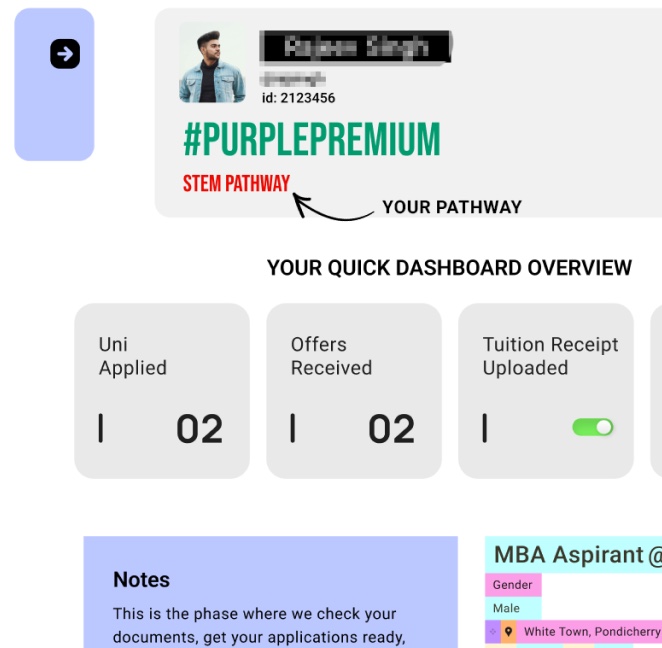 id: 2123456
#PURPLEPREMIUM
STEM PATHWAY
YOUR PATHWAY
YOUR QUICK DASHBOARD OVERVIEW
Uni
Applied
02
Offers
Received
02
Tuition Receipt
Uploaded
Notes
This is the phase where we check your
documents, get your applications ready,
MBA Aspirant @
Gender
Male
White Town, Pondicherry